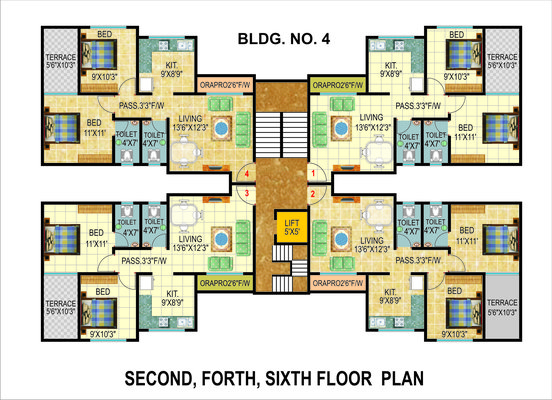 BLDG. NO. 4
BED
9'X10'3"
TERRACE
5'6"X10'3"
KIT.
9'X8'9"
ORAPRO2'6"F/W
PASS.3'3"F/W
BED
11'X11'
TOILET
4'X7'
TOILET
4'X7'
LIVING
13'6"X12'3"
4
ORAPRO2'6"F/W
KIT.
9'X8'9"
BED
9'X10'3"
TERRACE
5'6"X10'3"
PASS.3'3"F/W
LIVING
13'6"X12'3"
TOILET
4'X7'
TOILET
4'X7'
BED
11'X11'
1
3
BED
11'X11'
TOILET
4'X7'
TOILET
4'X7'
LIVING
13'6"X12'3"
PASS.3'3"F/W
TERRACE
5'6"X10'3"
BED
9'X10'3"
KIT.
9'X8'9"
ORAPRO2'6"F/W
LIFT
5'X5'
2
LIVING
13'6"X12'3"
TOILET
4'X7'
TOILET
4'X7'
BED
11'X11'
PASS.3'3"F/W
ORAPRO2'6"F/W
KIT.
9'X8'9"
BED
9'X10'3"
TERRACE
5'6"X10'3"
SECOND, FORTH, SIXTH FLOOR PLAN